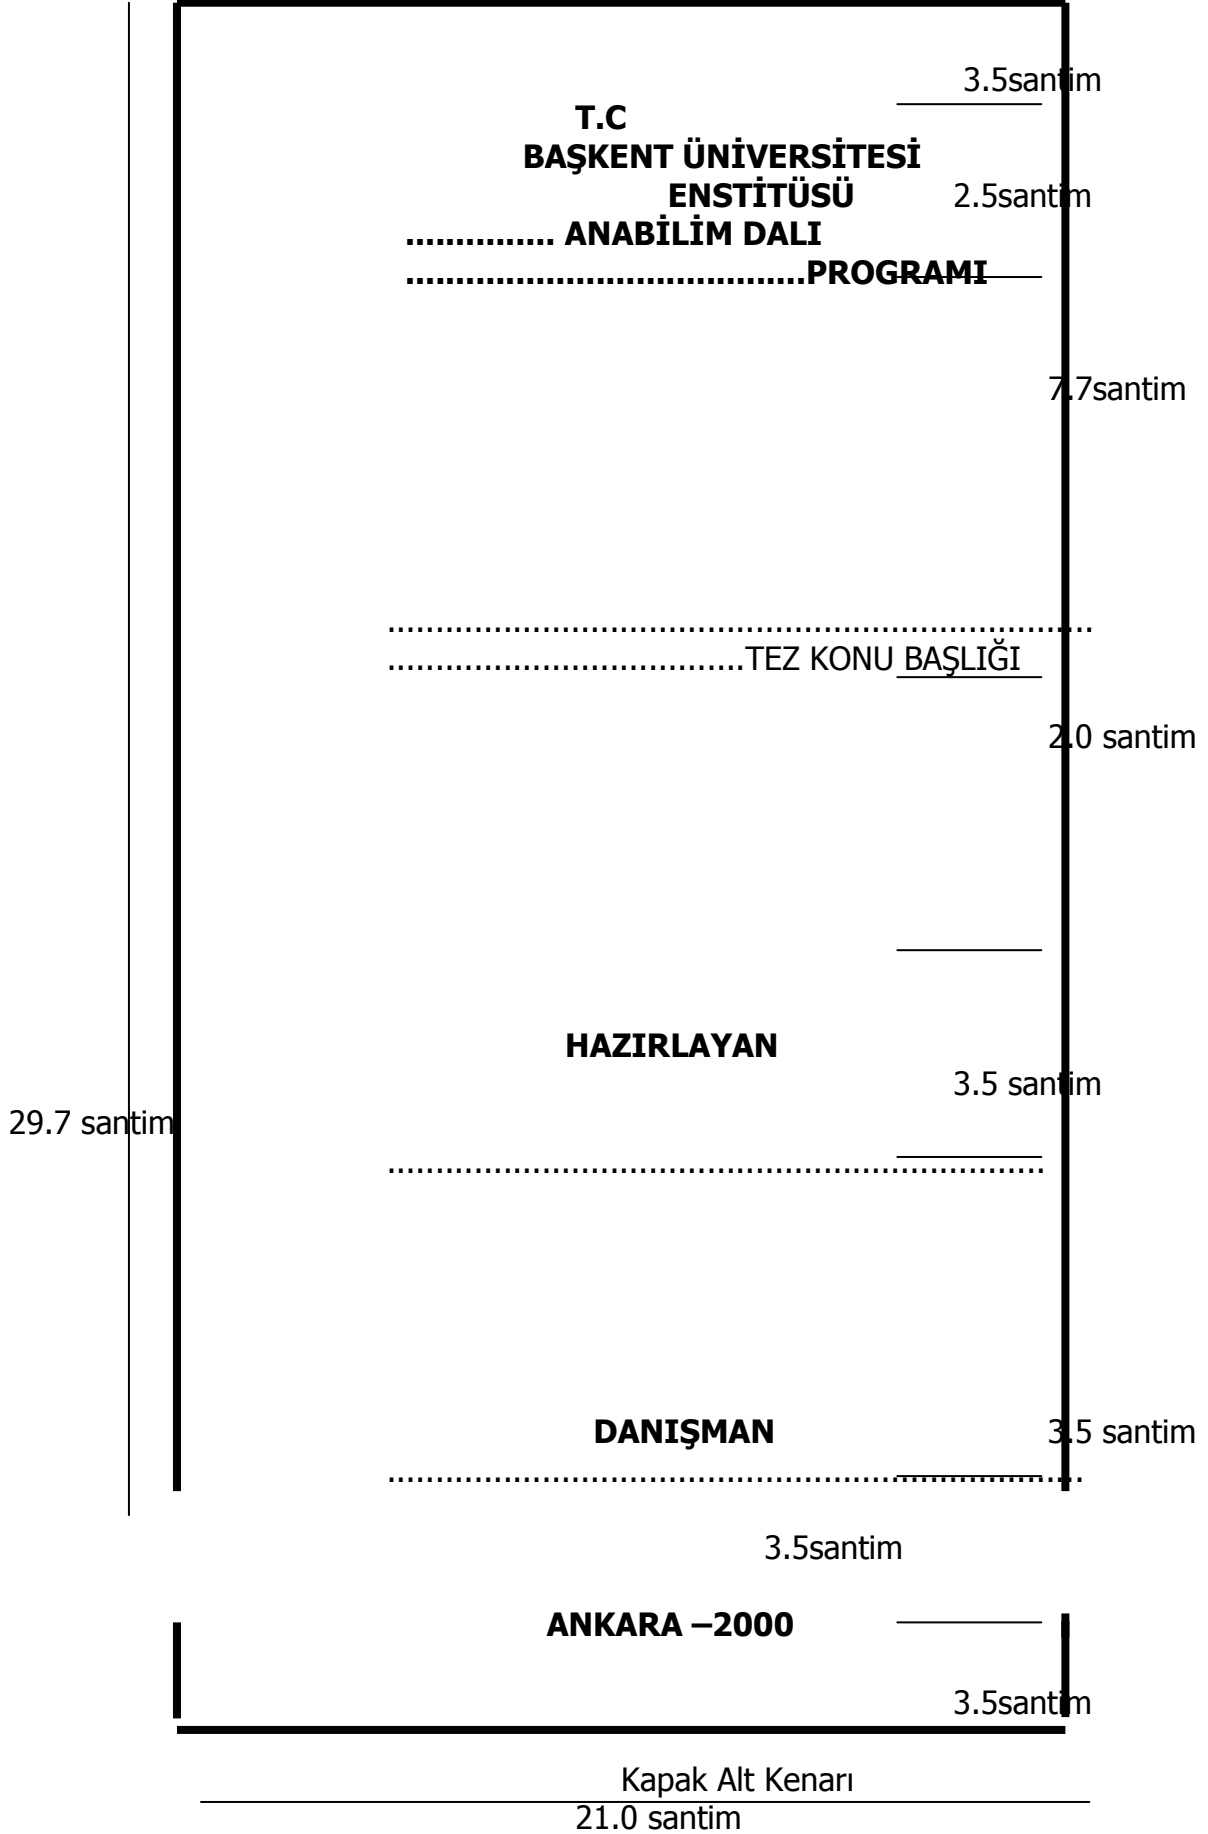 3.5santim
T.C
BAŞKENT ÜNİVERSİTESİ
ENSTİTÜSÜ 2.5santim
............... ANABİLİM DALI
........................................PROGRAMI
7.7santim
.........................................................................
.....................................TEZ KONU BAŞLIĞI
2.0 santim
HAZIRLAYAN
3.5 santim
29.7 santim
....................................................................
DANIŞMAN 3.5 santim
........................................................................
3.5santim
ANKARA –2000
3.5santim
Kapak Alt Kenarı
21.0 santim